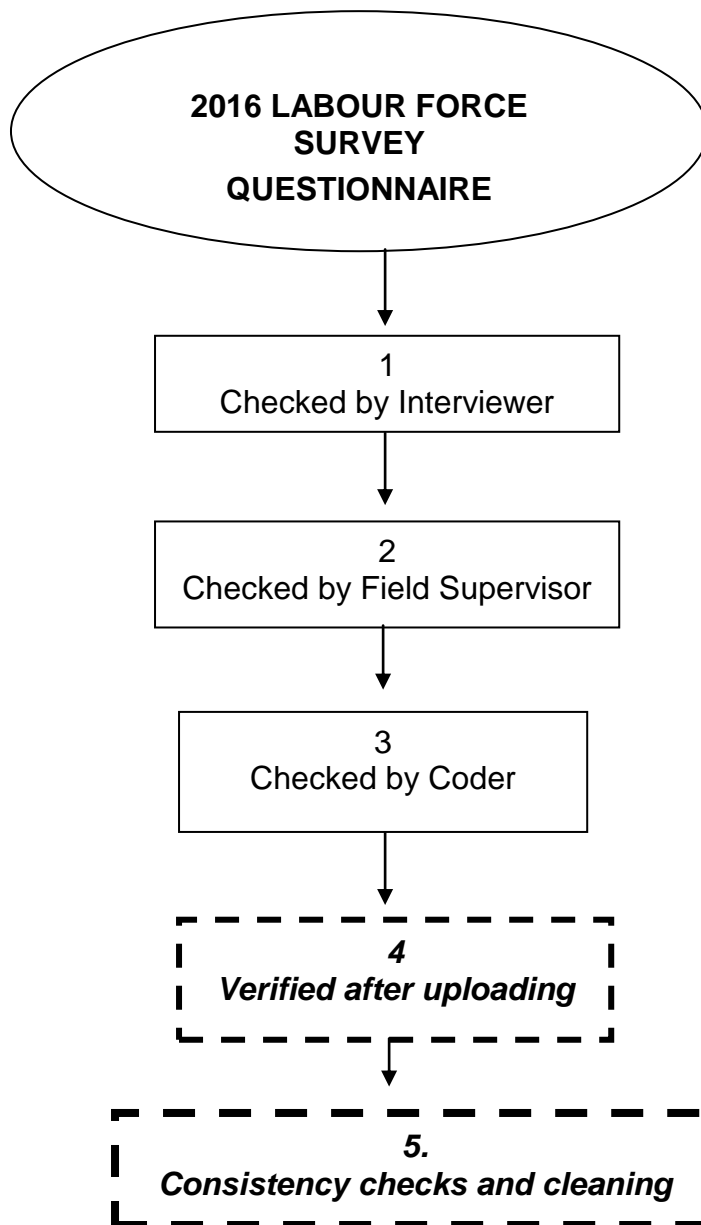 2016 LABOUR FORCE
SURVEY
QUESTIONNAIRE
1
Checked by Interviewer
2
Checked by Field Supervisor
3
Checked by Coder
4
Verified after uploading
5.
Consistency checks and cleaning